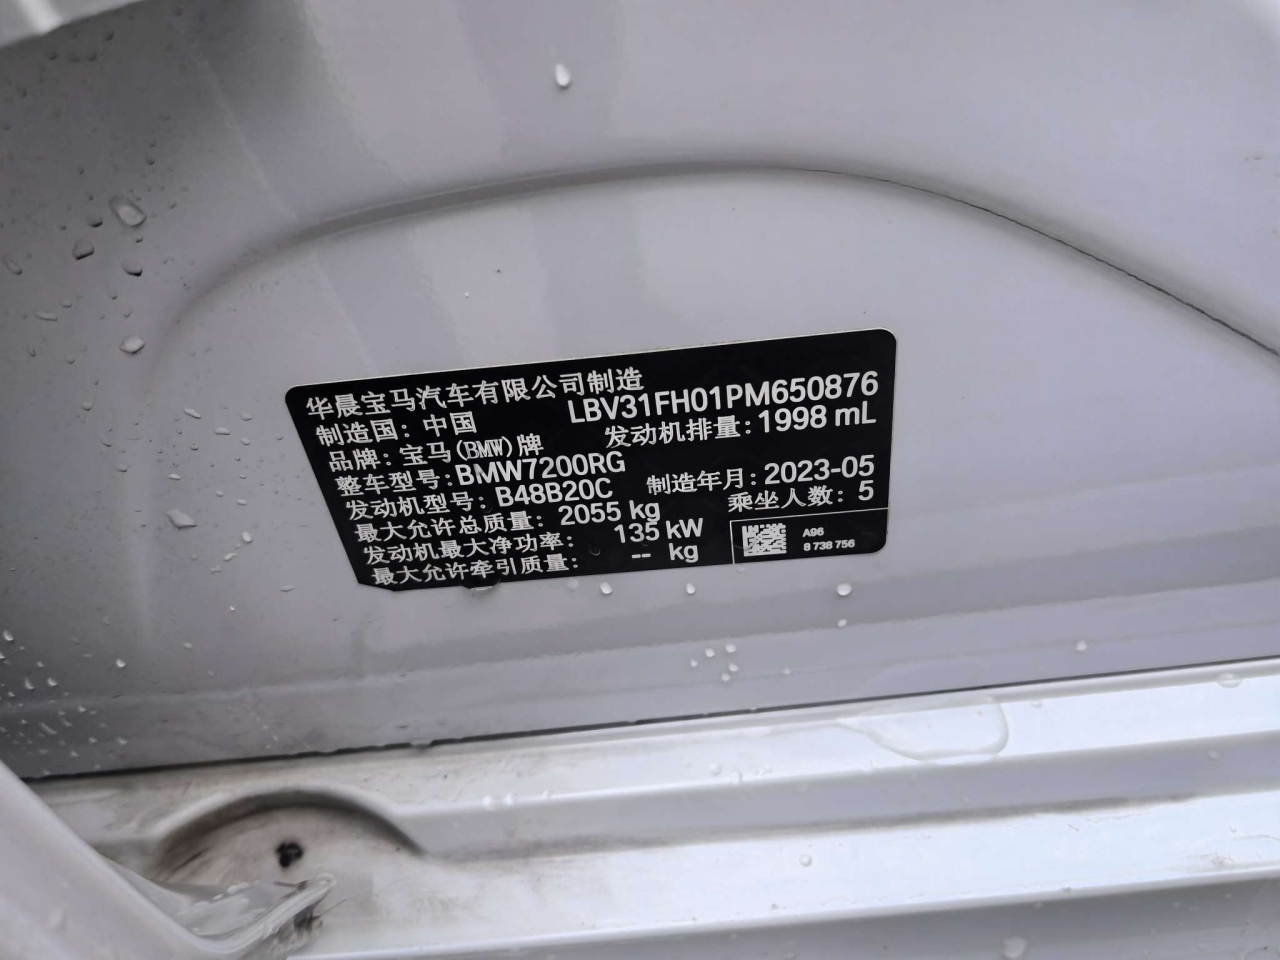 华晨宝马汽车有限公司制造
LBV31FH01PM650876
制造国: 中国
发动机排量: 1998 mL
品牌: 宝马(BMW)牌
整车型号: BMW7200RG
制造年月: 2023-05
发动机型号: B48B20C
乘坐人数: 5
最大允许总质量: 2055 kg
发动机最大净功率: 135 kW
最大允许牵引质量: -- kg
A96
8 738 756